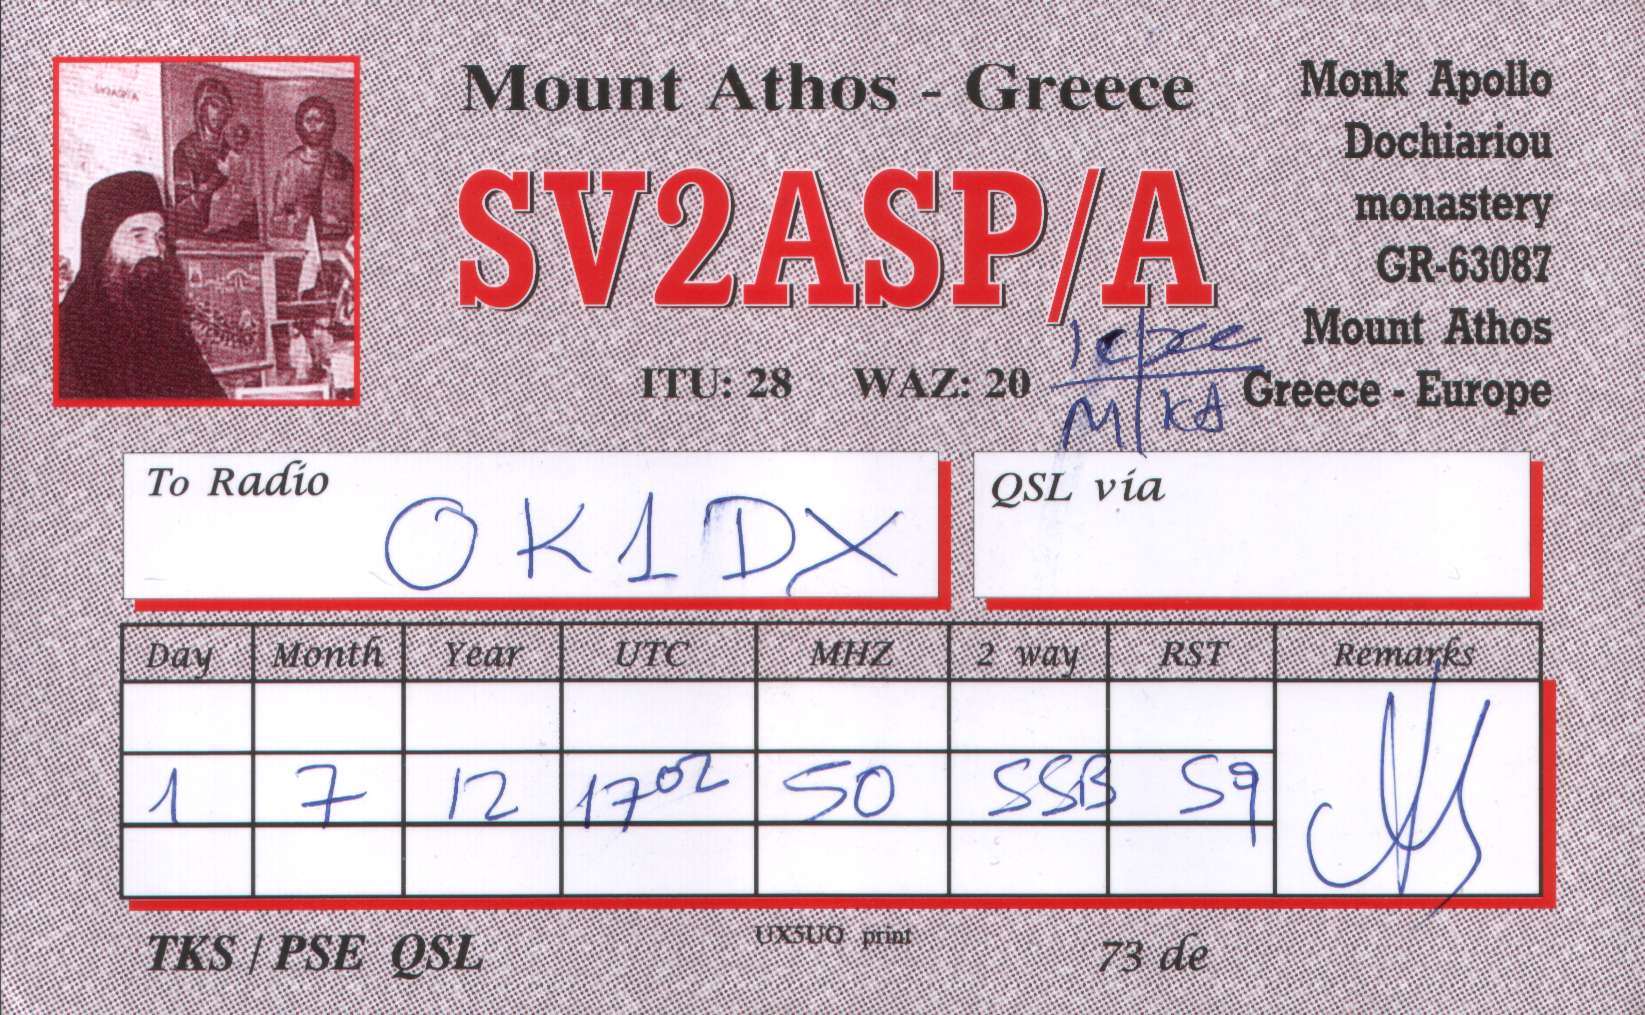 SV2ASP/A
Mount Athos - Greece
SV2ASP/A
ITU: 28 WAZ: 20
Monk Apollo
Dochiariou
monastery
GR-63087
Mount Athos
Greece - Europe
M KA
To Radio
OK1DX
QSL via
Day Month Year UTC MHZ 2 way RST Remarks
1 7 12 1702 50 SSB 59
TKS / PSE QSL
UX5UO print
73 de